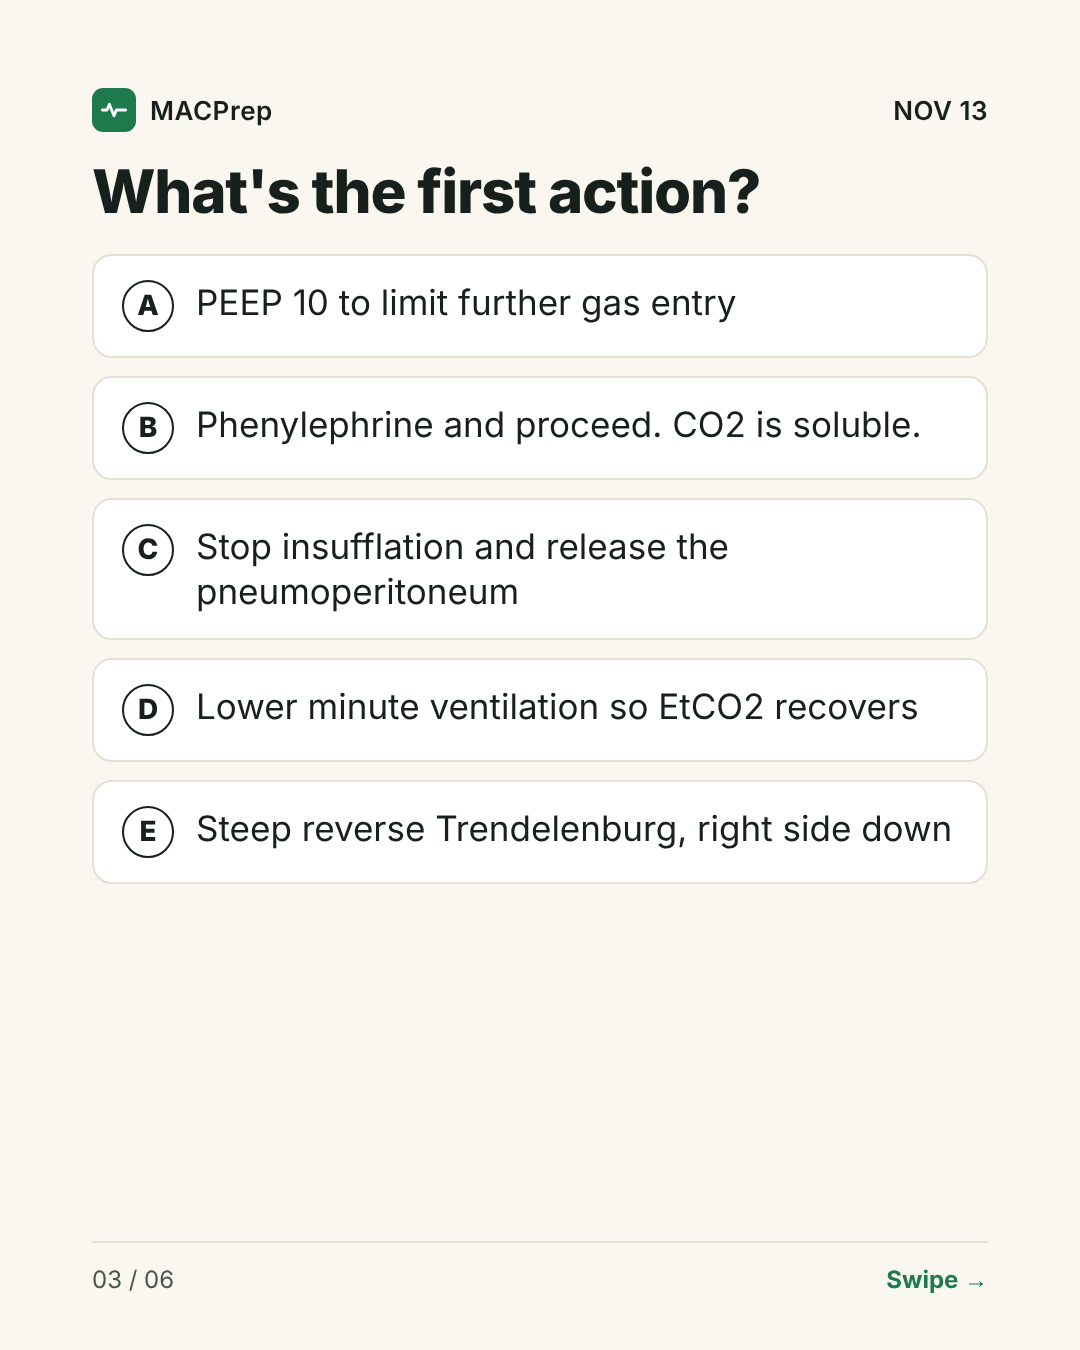 MACPrep
NOV 13
What's the first action?
A PEEP 10 to limit further gas entry
B Phenylephrine and proceed. CO2 is soluble.
C Stop insufflation and release the
pneumoperitoneum
D Lower minute ventilation so EtCO2 recovers
E Steep reverse Trendelenburg, right side down
03 / 06
Swipe →